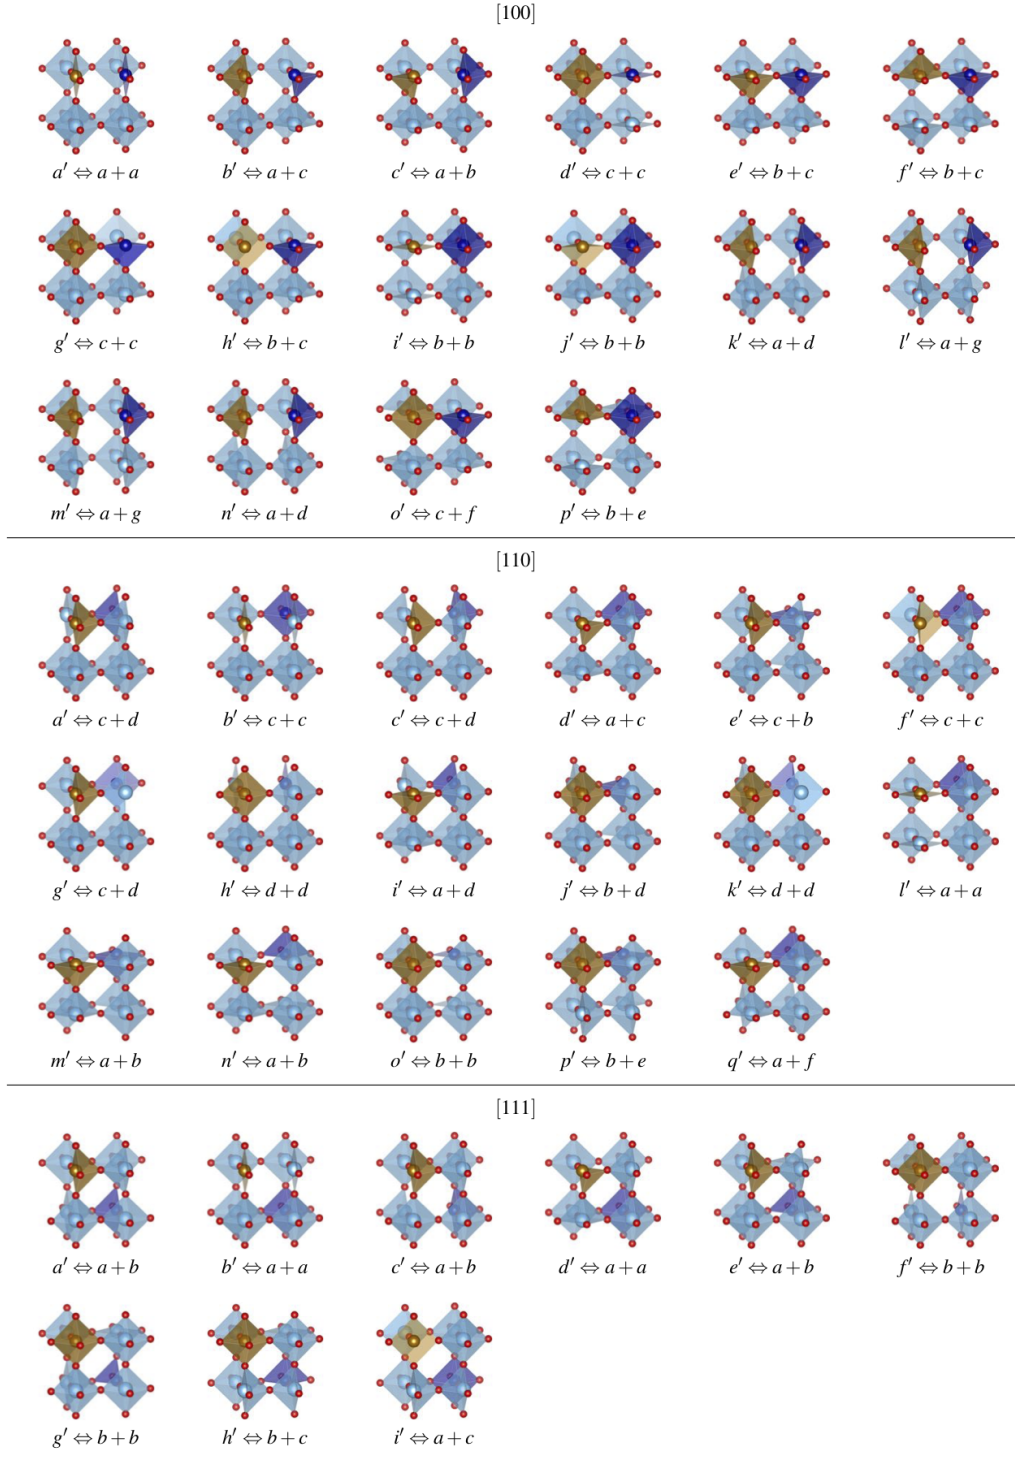 [100]
a′ ⇔ a + a b′ ⇔ a + c c′ ⇔ a + b d′ ⇔ c + c e′ ⇔ b + c f′ ⇔ b + c
g′ ⇔ c + c h′ ⇔ b + c i′ ⇔ b + b j′ ⇔ b + b k′ ⇔ a + d l′ ⇔ a + g
m′ ⇔ a + g n′ ⇔ a + d o′ ⇔ c + f p′ ⇔ b + e
[110]
a′ ⇔ c + d b′ ⇔ c + c c′ ⇔ c + d d′ ⇔ a + c e′ ⇔ c + b f′ ⇔ c + c
g′ ⇔ c + d h′ ⇔ d + d i′ ⇔ a + d j′ ⇔ b + d k′ ⇔ d + d l′ ⇔ a + a
m′ ⇔ a + b n′ ⇔ a + b o′ ⇔ b + b p′ ⇔ b + e q′ ⇔ a + f
[111]
a′ ⇔ a + b b′ ⇔ a + a c′ ⇔ a + b d′ ⇔ a + a e′ ⇔ a + b f′ ⇔ b + b
g′ ⇔ b + b h′ ⇔ b + c i′ ⇔ a + c